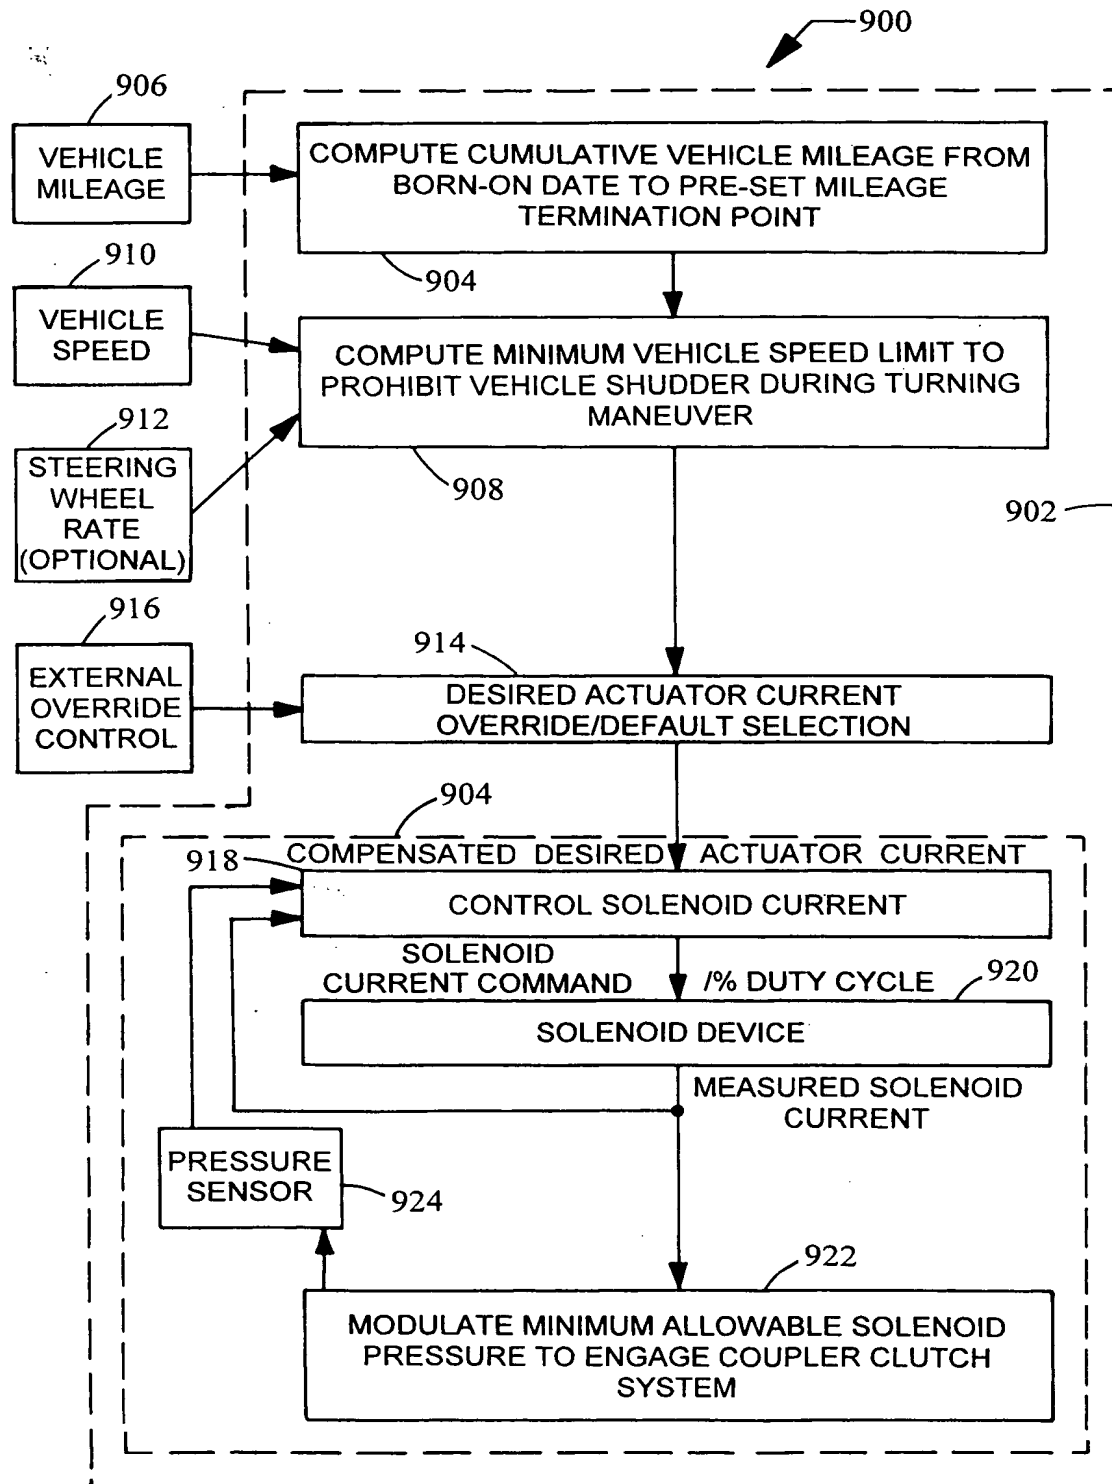 900
906
VEHICLE
MILEAGE
COMPUTE CUMULATIVE VEHICLE MILEAGE FROM
BORN-ON DATE TO PRE-SET MILEAGE
TERMINATION POINT
904
910
VEHICLE
SPEED
COMPUTE MINIMUM VEHICLE SPEED LIMIT TO
PROHIBIT VEHICLE SHUDDER DURING TURNING
MANEUVER
908
912
STEERING
WHEEL
RATE
(OPTIONAL)
902
916
EXTERNAL
OVERRIDE
CONTROL
914
DESIRED ACTUATOR CURRENT
OVERRIDE/DEFAULT SELECTION
904
918
COMPENSATED DESIRED ACTUATOR CURRENT
CONTROL SOLENOID CURRENT
SOLENOID
CURRENT COMMAND /% DUTY CYCLE
920
SOLENOID DEVICE
MEASURED SOLENOID
CURRENT
PRESSURE
SENSOR
924
922
MODULATE MINIMUM ALLOWABLE SOLENOID
PRESSURE TO ENGAGE COUPLER CLUTCH
SYSTEM